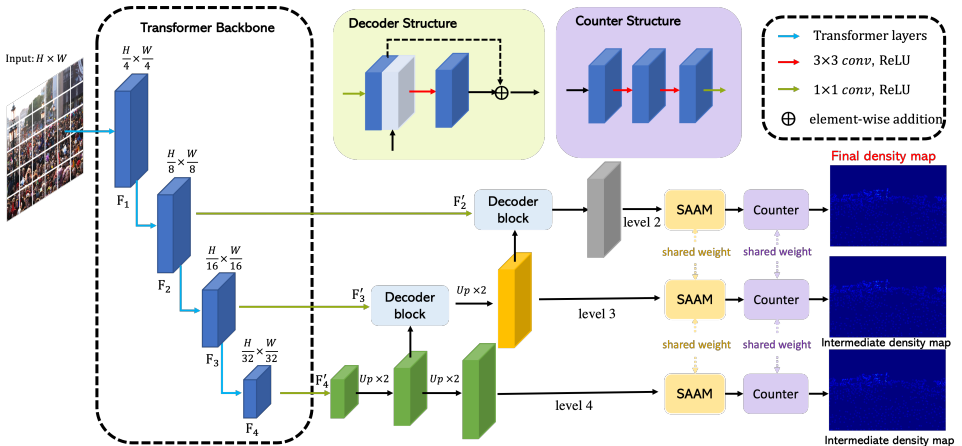 Transformer Backbone
Decoder Structure
Counter Structure
Input: H × W
H/4 × W/4
F₁
H/8 × W/8
F₂
H/16 × W/16
F₃
H/32 × W/32
F₄
Transformer layers
3×3 conv, ReLU
1×1 conv, ReLU
⊕ element-wise addition
F′₂
Decoder
block
level 2
SAAM
Counter
Final density map
shared weight
shared weight
F′₃
Decoder
block
Up ×2
level 3
SAAM
Counter
Intermediate density map
shared weight
shared weight
F′₄
Up ×2
Up ×2
level 4
SAAM
Counter
Intermediate density map